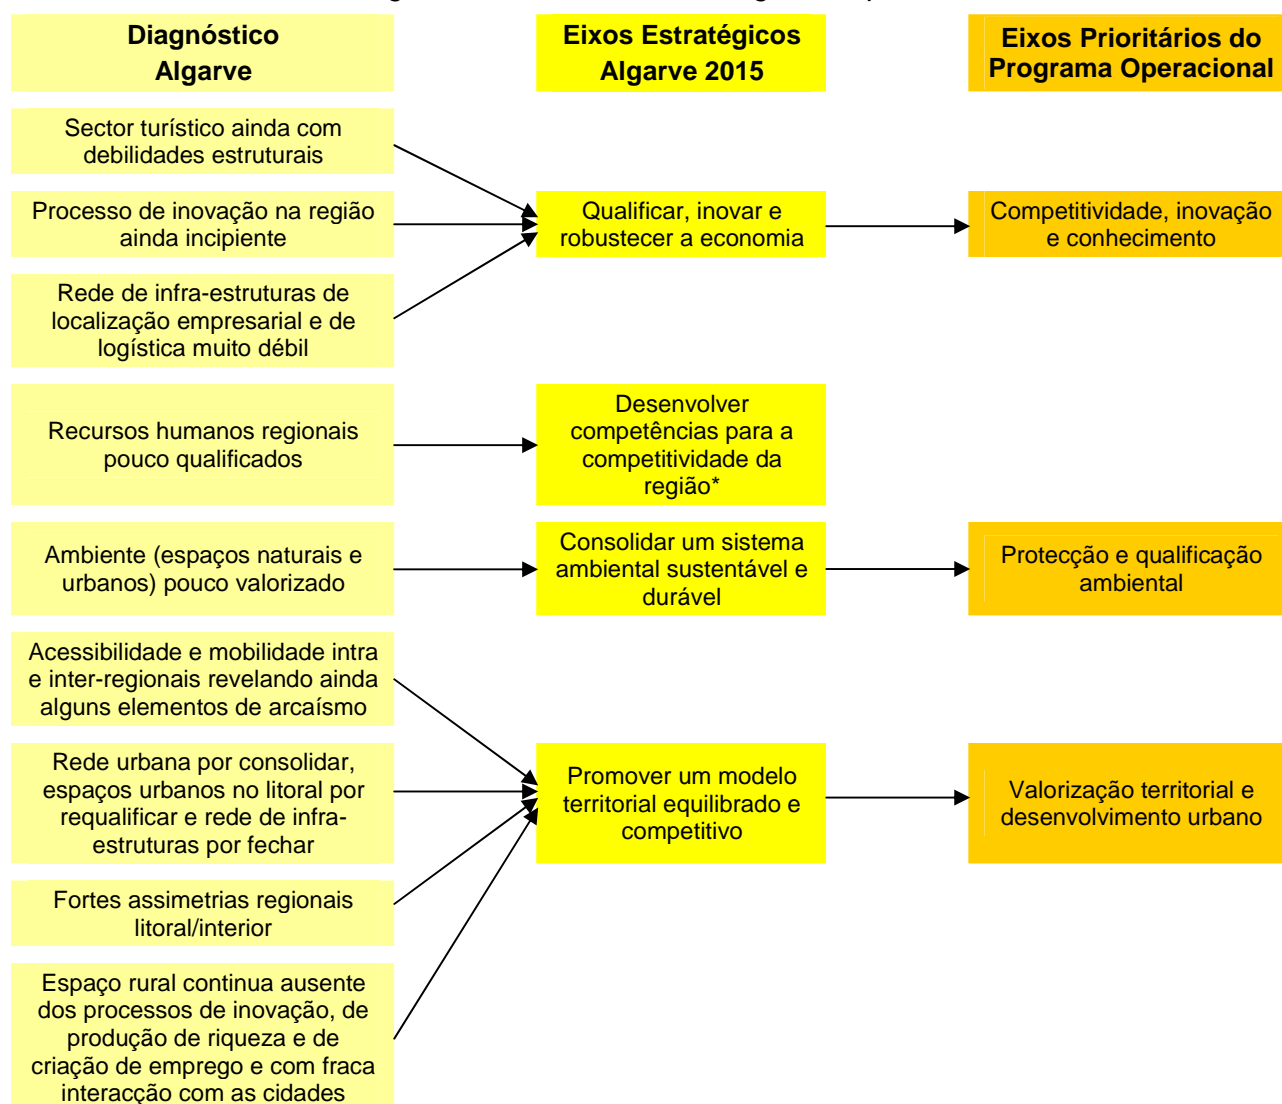 Diagnóstico
Algarve
Eixos Estratégicos
Algarve 2015
Eixos Prioritários do
Programa Operacional
Sector turístico ainda com
debilidades estruturais
Processo de inovação na região
ainda incipiente
Qualificar, inovar e
robustecer a economia
Competitividade, inovação
e conhecimento
Rede de infra-estruturas de
localização empresarial e de
logística muito débil
Recursos humanos regionais
pouco qualificados
Desenvolver
competências para a
competitividade da
região*
Ambiente (espaços naturais e
urbanos) pouco valorizado
Consolidar um sistema
ambiental sustentável e
durável
Protecção e qualificação
ambiental
Acessibilidade e mobilidade intra
e inter-regionais revelando ainda
alguns elementos de arcaísmo
Rede urbana por consolidar,
espaços urbanos no litoral por
requalificar e rede de infra-
estruturas por fechar
Promover um modelo
territorial equilibrado e
competitivo
Valorização territorial e
desenvolvimento urbano
Fortes assimetrias regionais
litoral/interior
Espaço rural continua ausente
dos processos de inovação, de
produção de riqueza e de
criação de emprego e com fraca
interacção com as cidades